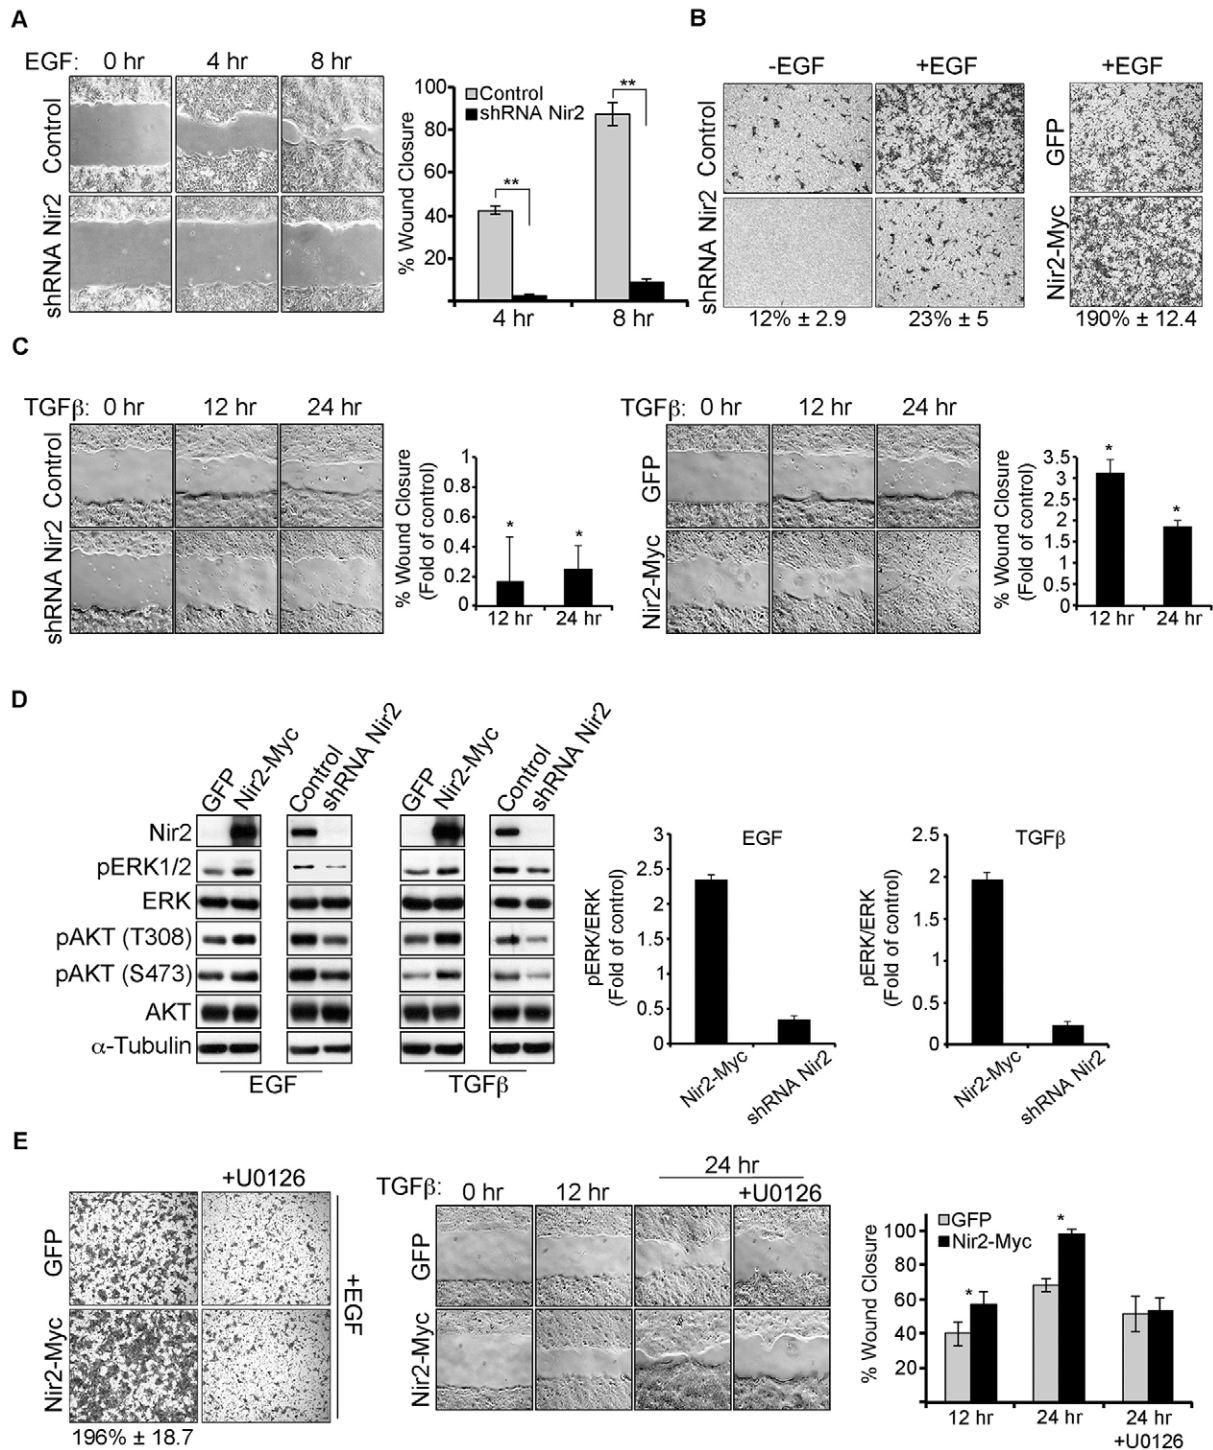 A
EGF: 0 hr 4 hr 8 hr
Control
shRNA Nir2
% Wound Closure
100
80
60
40
20
Control
shRNA Nir2
**
**
4 hr 8 hr
B
-EGF +EGF +EGF
Control
shRNA Nir2
GFP
Nir2-Myc
12% ± 2.9 23% ± 5 190% ± 12.4
C
TGFβ: 0 hr 12 hr 24 hr
Control
shRNA Nir2
% Wound Closure
(Fold of control)
1
0.8
0.6
0.4
0.2
0
*
*
12 hr 24 hr
TGFβ: 0 hr 12 hr 24 hr
GFP
Nir2-Myc
% Wound Closure
(Fold of control)
3.5
3
2.5
2
1.5
1
0.5
0
*
*
12 hr 24 hr
D
GFP Nir2-Myc Control shRNA Nir2 GFP Nir2-Myc Control shRNA Nir2
Nir2
pERK1/2
ERK
pAKT (T308)
pAKT (S473)
AKT
α-Tubulin
EGF TGFβ
EGF
pERK/ERK
(Fold of control)
3
2.5
2
1.5
1
0.5
0
Nir2-Myc shRNA Nir2
TGFβ
pERK/ERK
(Fold of control)
2.5
2
1.5
1
0.5
0
Nir2-Myc shRNA Nir2
E
+U0126
GFP
Nir2-Myc
+EGF
196% ± 18.7
24 hr
TGFβ: 0 hr 12 hr +U0126
GFP
Nir2-Myc
% Wound Closure
100
80
60
40
20
GFP
Nir2-Myc
*
*
12 hr 24 hr 24 hr
+U0126